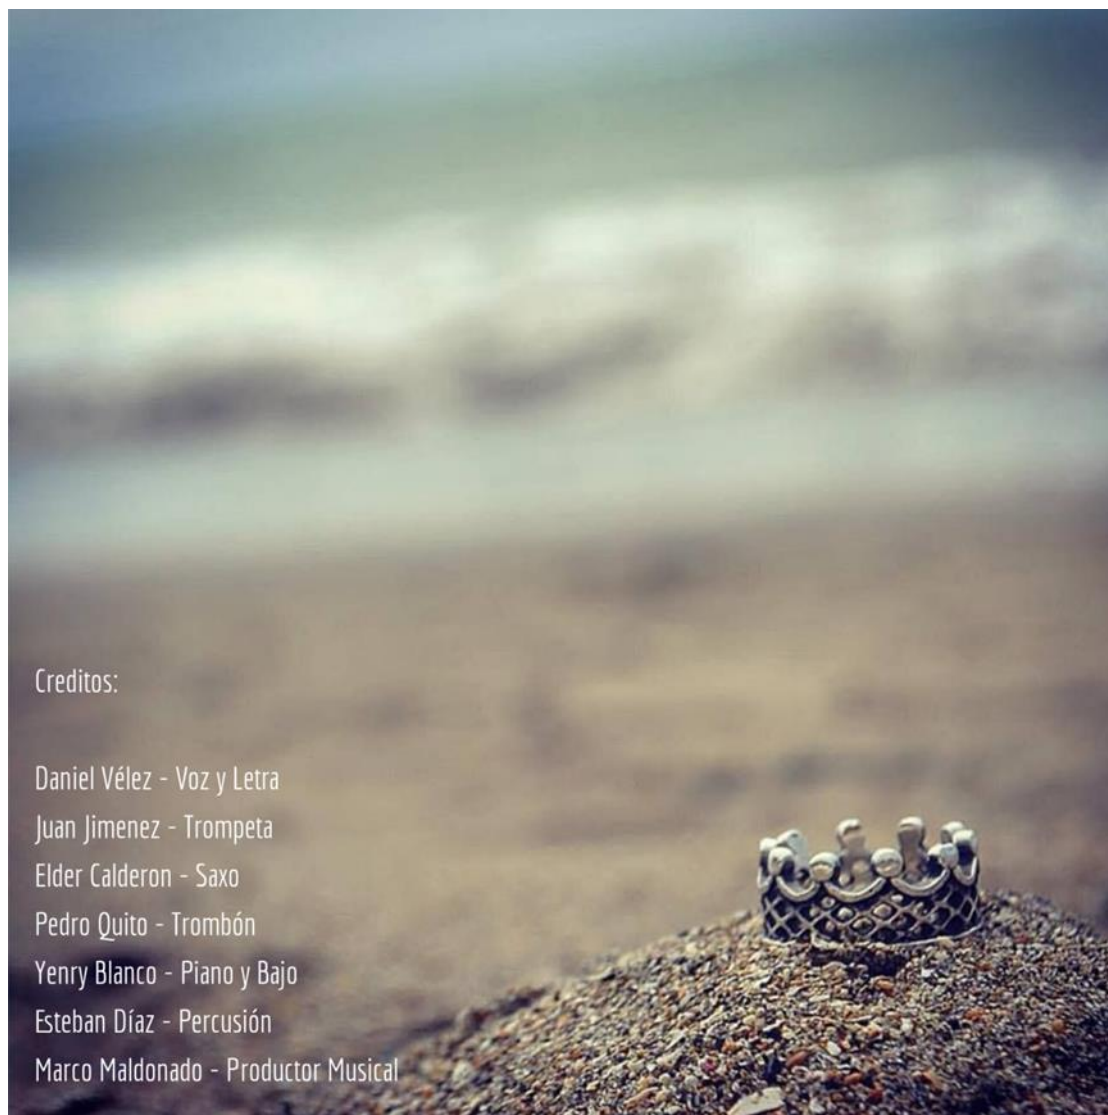 Creditos:
Daniel Vélez - Voz y Letra
Juan Jimenez - Trompeta
Elder Calderon - Saxo
Pedro Quito - Trombón
Yenry Blanco - Piano y Bajo
Esteban Díaz - Percusión
Marco Maldonado - Productor Musical